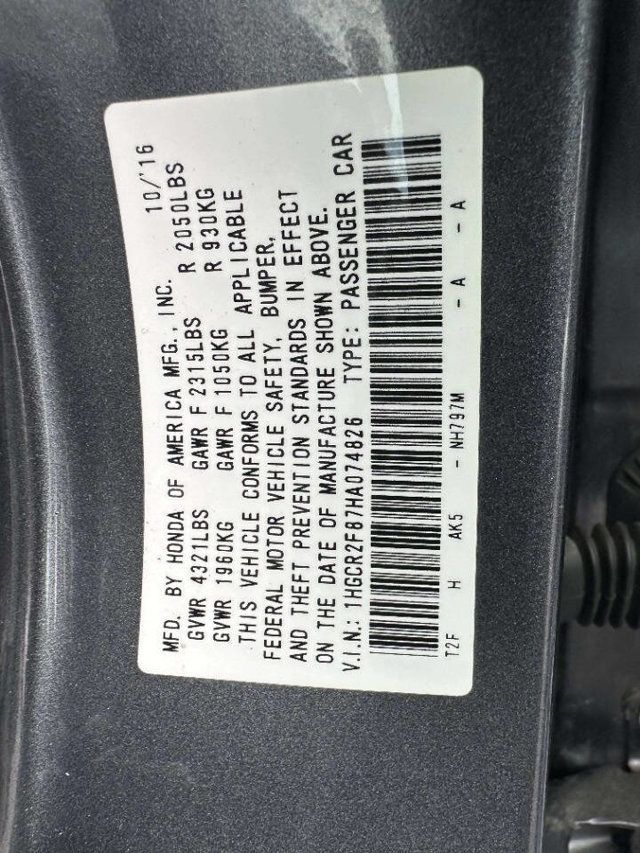 MFD. BY HONDA OF AMERICA MFG., INC. 10/'16
GVWR 4321LBS GAWR F 2315LBS R 2050LBS
GVWR 1960KG GAWR F 1050KG R 930KG
THIS VEHICLE CONFORMS TO ALL APPLICABLE
FEDERAL MOTOR VEHICLE SAFETY, BUMPER,
AND THEFT PREVENTION STANDARDS IN EFFECT
ON THE DATE OF MANUFACTURE SHOWN ABOVE.
V.I.N.: 1HGCR2F87HA074826 TYPE: PASSENGER CAR
T2F H AK5 - NH797M - A - A